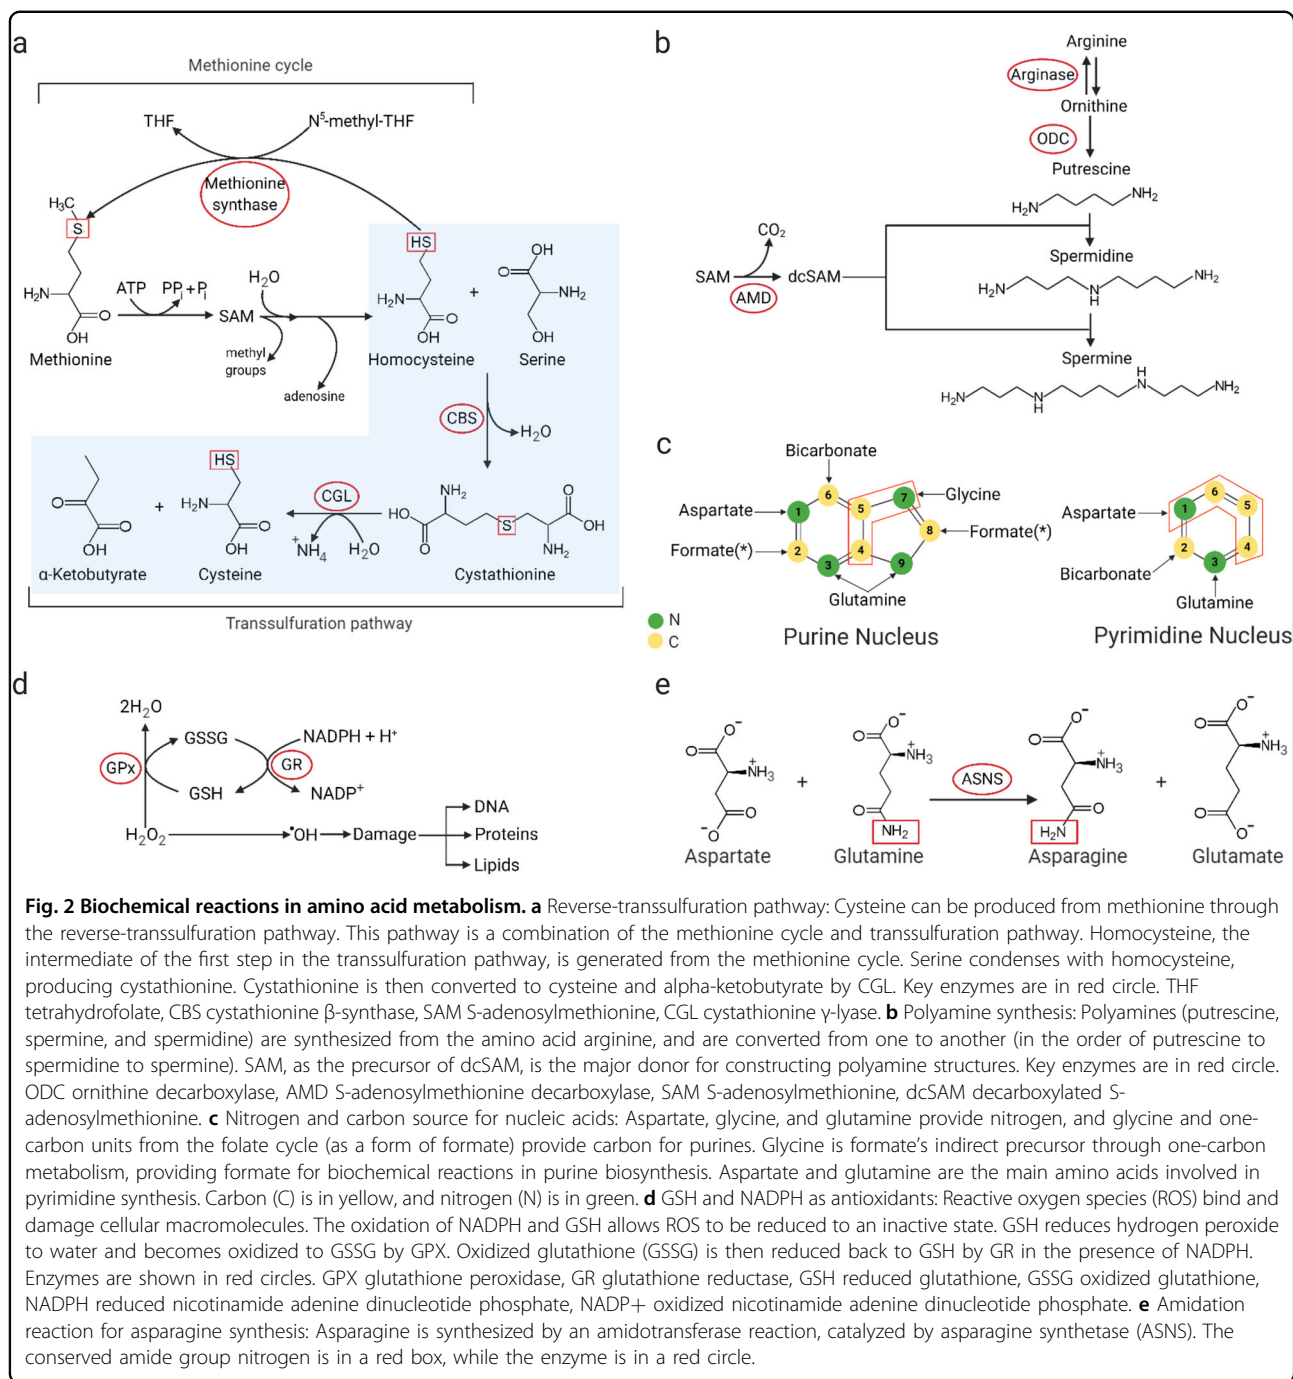 a
Methionine cycle
THF
N⁵-methyl-THF
Methionine
synthase
H₃C
S
HS
OH
O
H₂N
NH₂
ATP
PPᵢ+Pᵢ
H₂O
SAM
H₂N
+
O
OH
O
OH
OH
Methionine
methyl
groups
Homocysteine
Serine
adenosine
CBS
H₂O
HS
O
H₂N
+
O
OH
O
OH
CGL
⁺NH₄
H₂O
NH₂
HO
O
S
O
OH
NH₂
α-Ketobutyrate
Cysteine
Cystathionine
Transsulfuration pathway
b
Arginine
Arginase
Ornithine
ODC
Putrescine
H₂N
NH₂
CO₂
SAM
dcSAM
AMD
Spermidine
H₂N
N
H
NH₂
Spermine
H₂N
N
H
H
N
NH₂
c
Bicarbonate
Aspartate
Formate(*)
Glycine
Formate(*)
Glutamine
1
2
3
4
5
6
7
8
9
N
C
Purine Nucleus
Aspartate
Bicarbonate
Glutamine
1
2
3
4
5
6
Pyrimidine Nucleus
d
2H₂O
GSSG
NADPH + H⁺
GPx
GR
GSH
NADP⁺
H₂O₂
•OH
Damage
DNA
Proteins
Lipids
e
O⁻
O
⁺NH₃
O
⁻O
Aspartate
+
O⁻
O
⁺NH₃
O
NH₂
Glutamine
ASNS
O⁻
O
⁺NH₃
O
H₂N
Asparagine
+
O⁻
O
⁺NH₃
O
O⁻
Glutamate
Fig. 2 Biochemical reactions in amino acid metabolism. a Reverse-transsulfuration pathway: Cysteine can be produced from methionine through
the reverse-transsulfuration pathway. This pathway is a combination of the methionine cycle and transsulfuration pathway. Homocysteine, the
intermediate of the first step in the transsulfuration pathway, is generated from the methionine cycle. Serine condenses with homocysteine,
producing cystathionine. Cystathionine is then converted to cysteine and alpha-ketobutyrate by CGL. Key enzymes are in red circle. THF
tetrahydrofolate, CBS cystathionine β-synthase, SAM S-adenosylmethionine, CGL cystathionine γ-lyase. b Polyamine synthesis: Polyamines (putrescine,
spermine, and spermidine) are synthesized from the amino acid arginine, and are converted from one to another (in the order of putrescine to
spermidine to spermine). SAM, as the precursor of dcSAM, is the major donor for constructing polyamine structures. Key enzymes are in red circle.
ODC ornithine decarboxylase, AMD S-adenosylmethionine decarboxylase, SAM S-adenosylmethionine, dcSAM decarboxylated S-
adenosylmethionine. c Nitrogen and carbon source for nucleic acids: Aspartate, glycine, and glutamine provide nitrogen, and glycine and one-
carbon units from the folate cycle (as a form of formate) provide carbon for purines. Glycine is formate's indirect precursor through one-carbon
metabolism, providing formate for biochemical reactions in purine biosynthesis. Aspartate and glutamine are the main amino acids involved in
pyrimidine synthesis. Carbon (C) is in yellow, and nitrogen (N) is in green. d GSH and NADPH as antioxidants: Reactive oxygen species (ROS) bind and
damage cellular macromolecules. The oxidation of NADPH and GSH allows ROS to be reduced to an inactive state. GSH reduces hydrogen peroxide
to water and becomes oxidized to GSSG by GPX. Oxidized glutathione (GSSG) is then reduced back to GSH by GR in the presence of NADPH.
Enzymes are shown in red circles. GPX glutathione peroxidase, GR glutathione reductase, GSH reduced glutathione, GSSG oxidized glutathione,
NADPH reduced nicotinamide adenine dinucleotide phosphate, NADP+ oxidized nicotinamide adenine dinucleotide phosphate. e Amidation
reaction for asparagine synthesis: Asparagine is synthesized by an amidotransferase reaction, catalyzed by asparagine synthetase (ASNS). The
conserved amide group nitrogen is in a red box, while the enzyme is in a red circle.